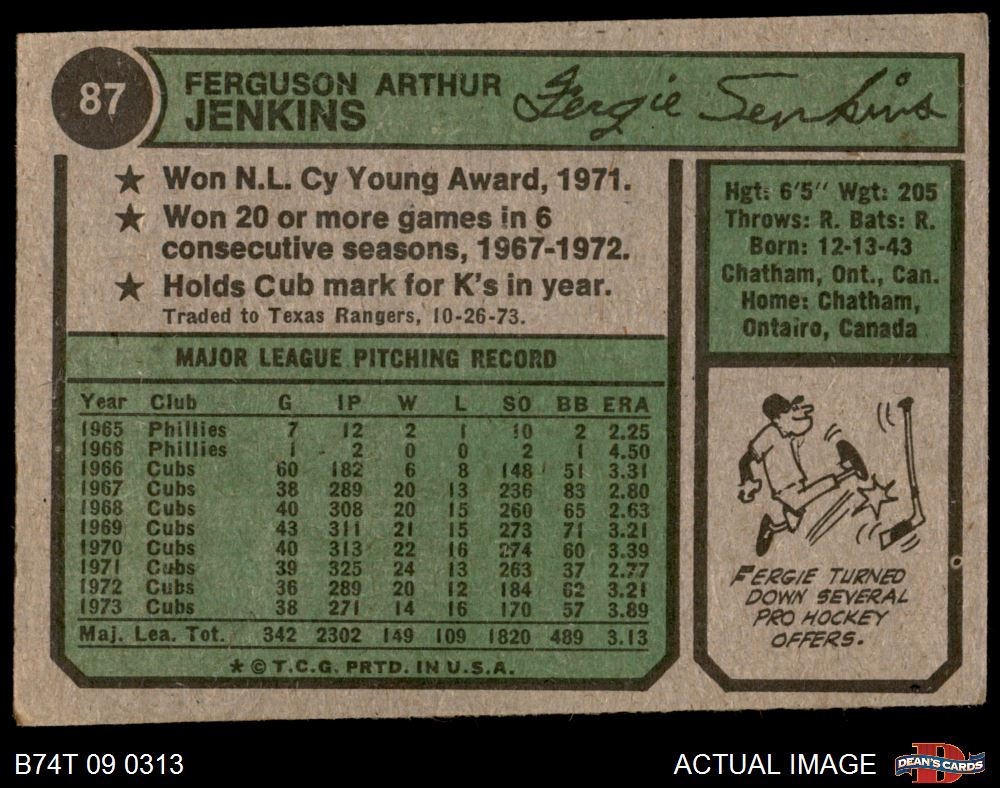 87
FERGUSON ARTHUR
JENKINS
Fergie Jenkins
★ Won N.L. Cy Young Award, 1971.
★ Won 20 or more games in 6
consecutive seasons, 1967-1972.
★ Holds Cub mark for K's in year.
Traded to Texas Rangers, 10-26-73.
Hgt: 6'5" Wgt: 205
Throws: R. Bats: R.
Born: 12-13-43
Chatham, Ont., Can.
Home: Chatham,
Ontairo, Canada
MAJOR LEAGUE PITCHING RECORD
Year Club G IP W L SO BB ERA
1965 Phillies 7 12 2 1 10 2 2.25
1966 Phillies 1 2 0 0 2 1 4.50
1966 Cubs 60 182 6 8 148 51 3.31
1967 Cubs 38 289 20 13 236 83 2.80
1968 Cubs 40 308 20 15 260 65 2.63
1969 Cubs 43 311 21 15 273 71 3.21
1970 Cubs 40 313 22 16 274 60 3.39
1971 Cubs 39 325 24 13 263 37 2.77
1972 Cubs 36 289 20 12 184 62 3.21
1973 Cubs 38 271 14 16 170 57 3.89
Maj. Lea. Tot. 342 2302 149 109 1820 489 3.13
★ © T.C.G. PRTD. IN U.S.A.
FERGIE TURNED
DOWN SEVERAL
PRO HOCKEY
OFFERS.
B74T 09 0313
ACTUAL IMAGE
DEAN'S CARDS